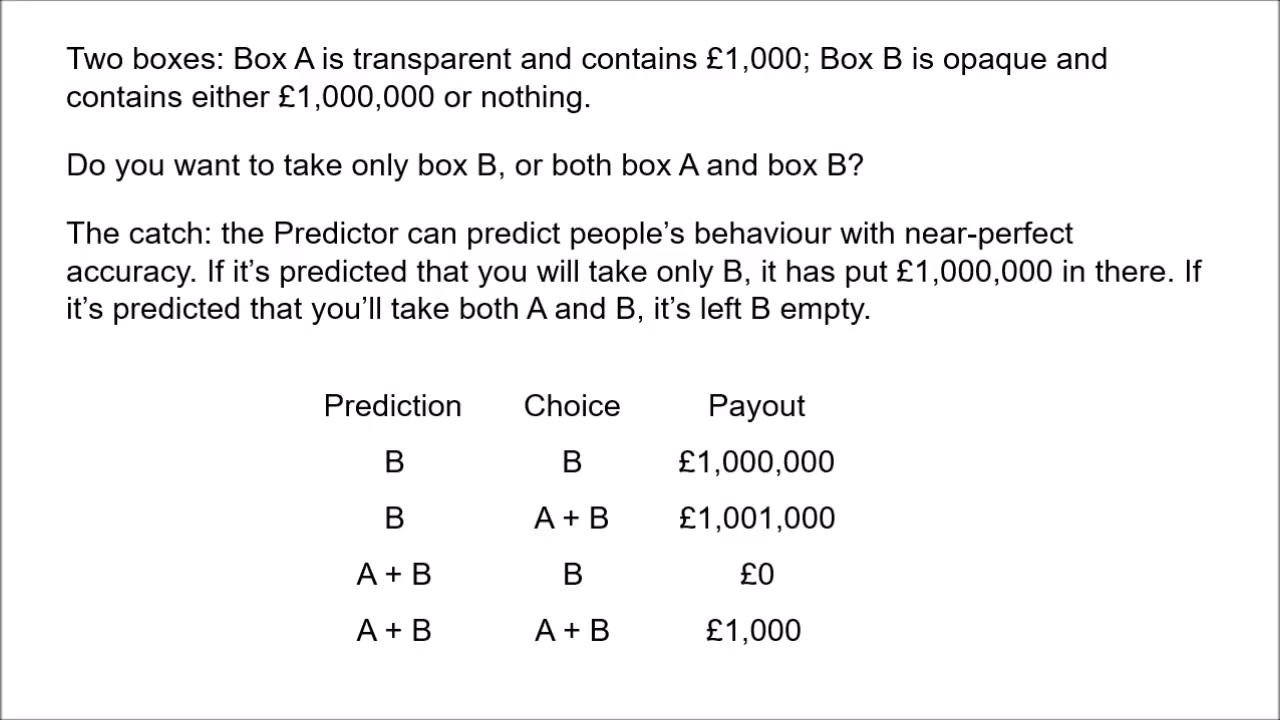 Two boxes: Box A is transparent and contains £1,000; Box B is opaque and
contains either £1,000,000 or nothing.
Do you want to take only box B, or both box A and box B?
The catch: the Predictor can predict people’s behaviour with near-perfect
accuracy. If it’s predicted that you will take only B, it has put £1,000,000 in there. If
it’s predicted that you’ll take both A and B, it’s left B empty.
Prediction Choice Payout
B B £1,000,000
B A + B £1,001,000
A + B B £0
A + B A + B £1,000